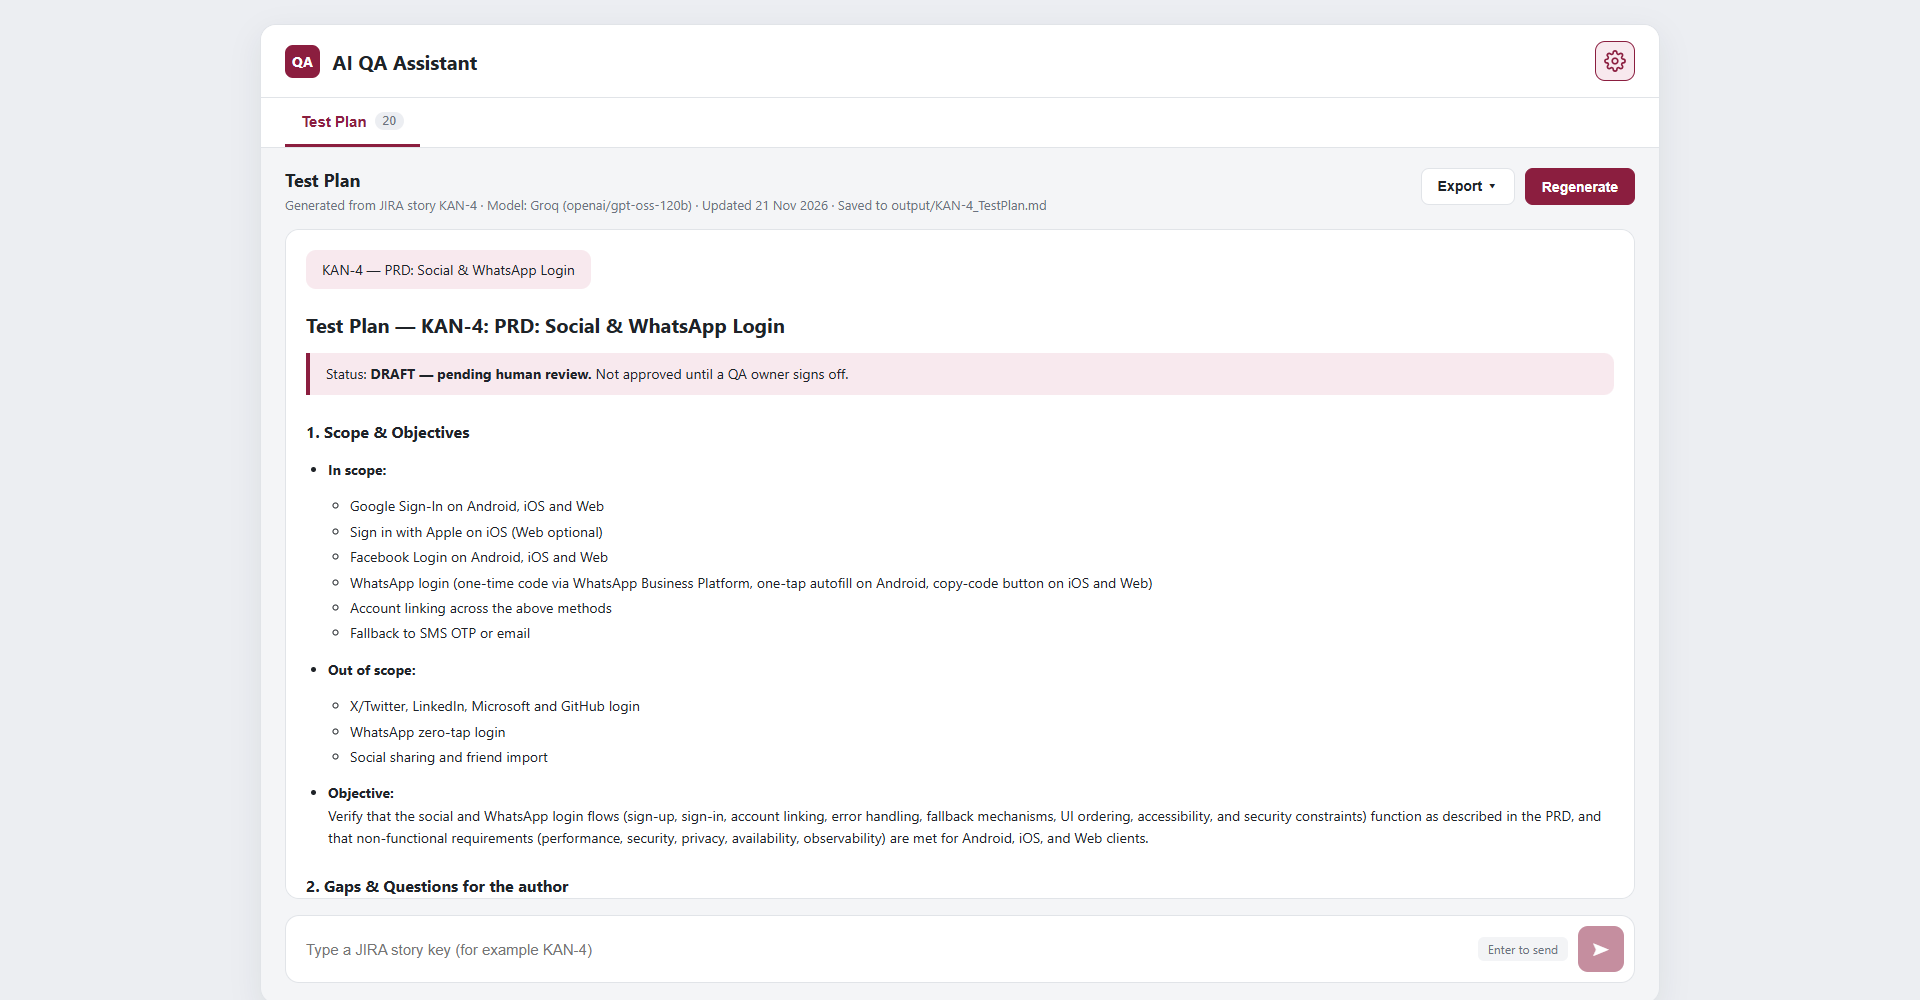 QA AI QA Assistant
Test Plan 20
Test Plan
Export ▾ Regenerate
Generated from JIRA story KAN-4 · Model: Groq (openai/gpt-oss-120b) · Updated 21 Nov 2026 · Saved to output/KAN-4_TestPlan.md
KAN-4 — PRD: Social & WhatsApp Login
Test Plan — KAN-4: PRD: Social & WhatsApp Login
Status: DRAFT — pending human review. Not approved until a QA owner signs off.
1. Scope & Objectives
• In scope:
◦ Google Sign-In on Android, iOS and Web
◦ Sign in with Apple on iOS (Web optional)
◦ Facebook Login on Android, iOS and Web
◦ WhatsApp login (one-time code via WhatsApp Business Platform, one-tap autofill on Android, copy-code button on iOS and Web)
◦ Account linking across the above methods
◦ Fallback to SMS OTP or email
• Out of scope:
◦ X/Twitter, LinkedIn, Microsoft and GitHub login
◦ WhatsApp zero-tap login
◦ Social sharing and friend import
• Objective:
Verify that the social and WhatsApp login flows (sign-up, sign-in, account linking, error handling, fallback mechanisms, UI ordering, accessibility, and security constraints) function as described in the PRD, and
that non-functional requirements (performance, security, privacy, availability, observability) are met for Android, iOS, and Web clients.
2. Gaps & Questions for the author
Type a JIRA story key (for example KAN-4)
Enter to send